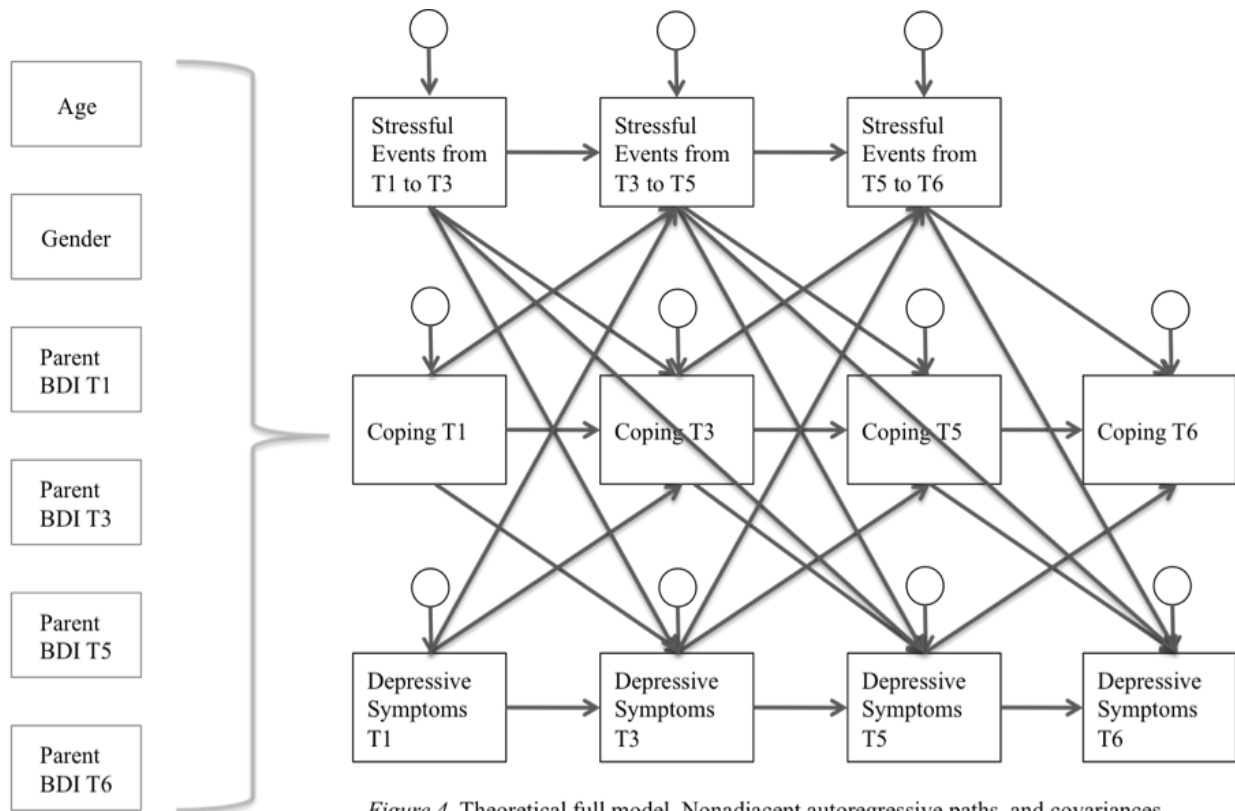 Age
Gender
Parent
BDI T1
Parent
BDI T3
Parent
BDI T5
Parent
BDI T6
Stressful
Events from
T1 to T3
Stressful
Events from
T3 to T5
Stressful
Events from
T5 to T6
Coping T1
Coping T3
Coping T5
Coping T6
Depressive
Symptoms
T1
Depressive
Symptoms
T3
Depressive
Symptoms
T5
Depressive
Symptoms
T6
Figure 4. Theoretical full model. Nonadjacent autoregressive paths, and covariances